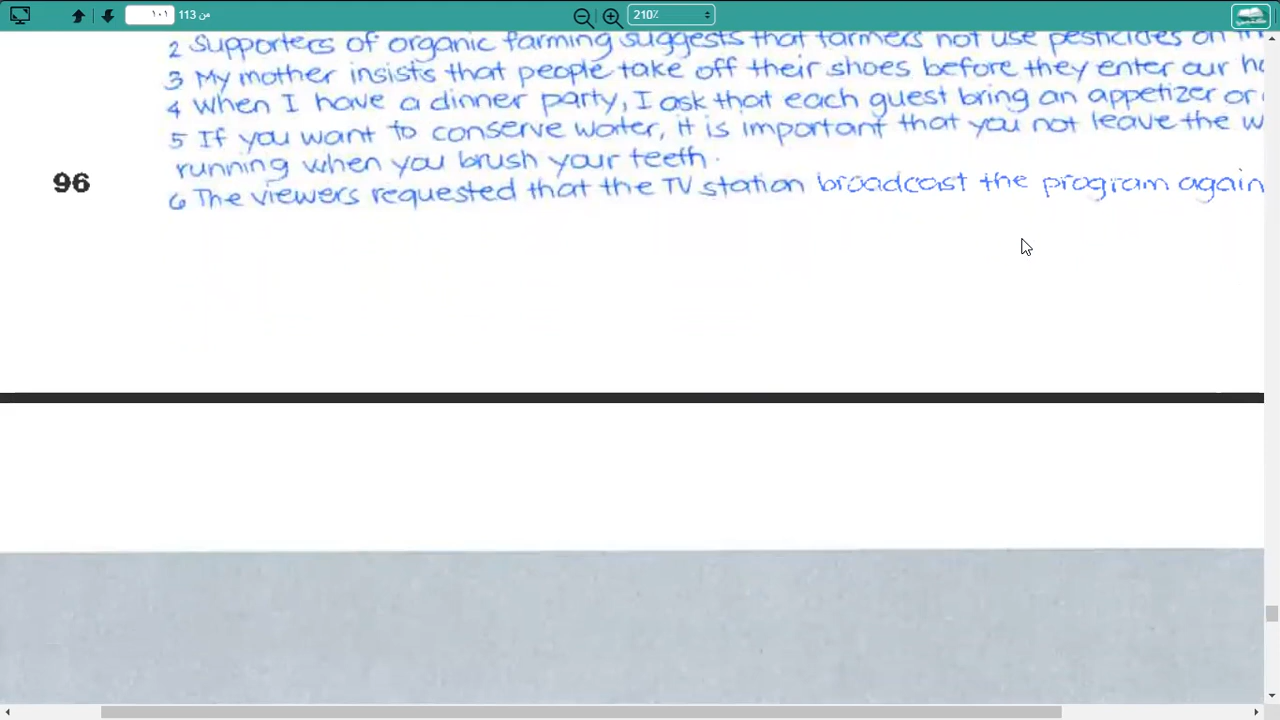 ١٠١ من 113 210٪
2 Supporters of organic farming suggests that farmers not use pesticides on
3 My mother insists that people take off their shoes before they enter our
4 When I have a dinner party, I ask that each guest bring an appetizer or
5 If you want to conserve water, it is important that you not leave the
running when you brush your teeth.
96
6 The viewers requested that the TV station broadcast the program again